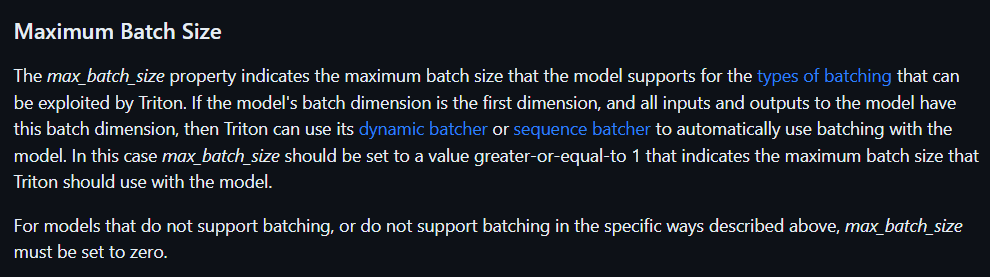 Maximum Batch Size
The max_batch_size property indicates the maximum batch size that the model supports for the types of batching that can
be exploited by Triton. If the model's batch dimension is the first dimension, and all inputs and outputs to the model have
this batch dimension, then Triton can use its dynamic batcher or sequence batcher to automatically use batching with the
model. In this case max_batch_size should be set to a value greater-or-equal-to 1 that indicates the maximum batch size that
Triton should use with the model.
For models that do not support batching, or do not support batching in the specific ways described above, max_batch_size
must be set to zero.